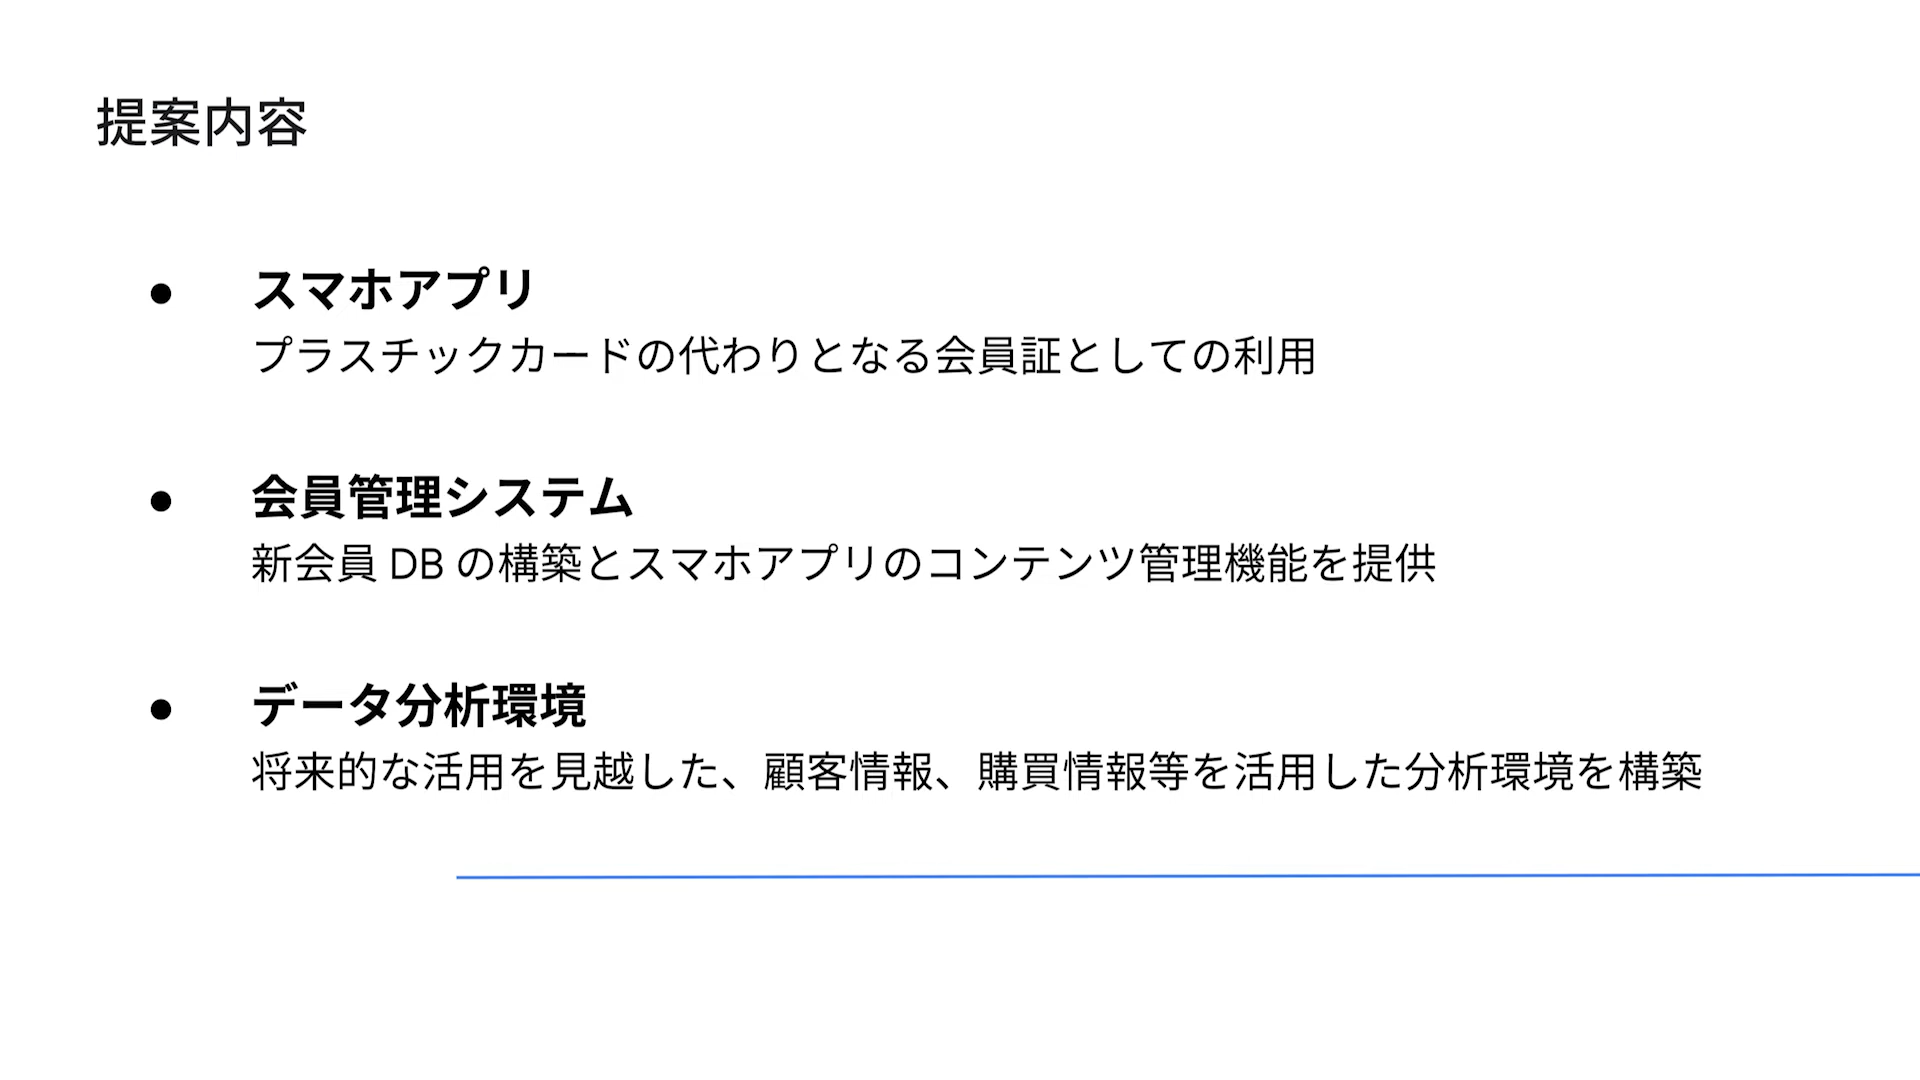 提案内容
● スマホアプリ
プラスチックカードの代わりとなる会員証としての利用
● 会員管理システム
新会員 DB の構築とスマホアプリのコンテンツ管理機能を提供
● データ分析環境
将来的な活用を見越した、顧客情報、購買情報等を活用した分析環境を構築